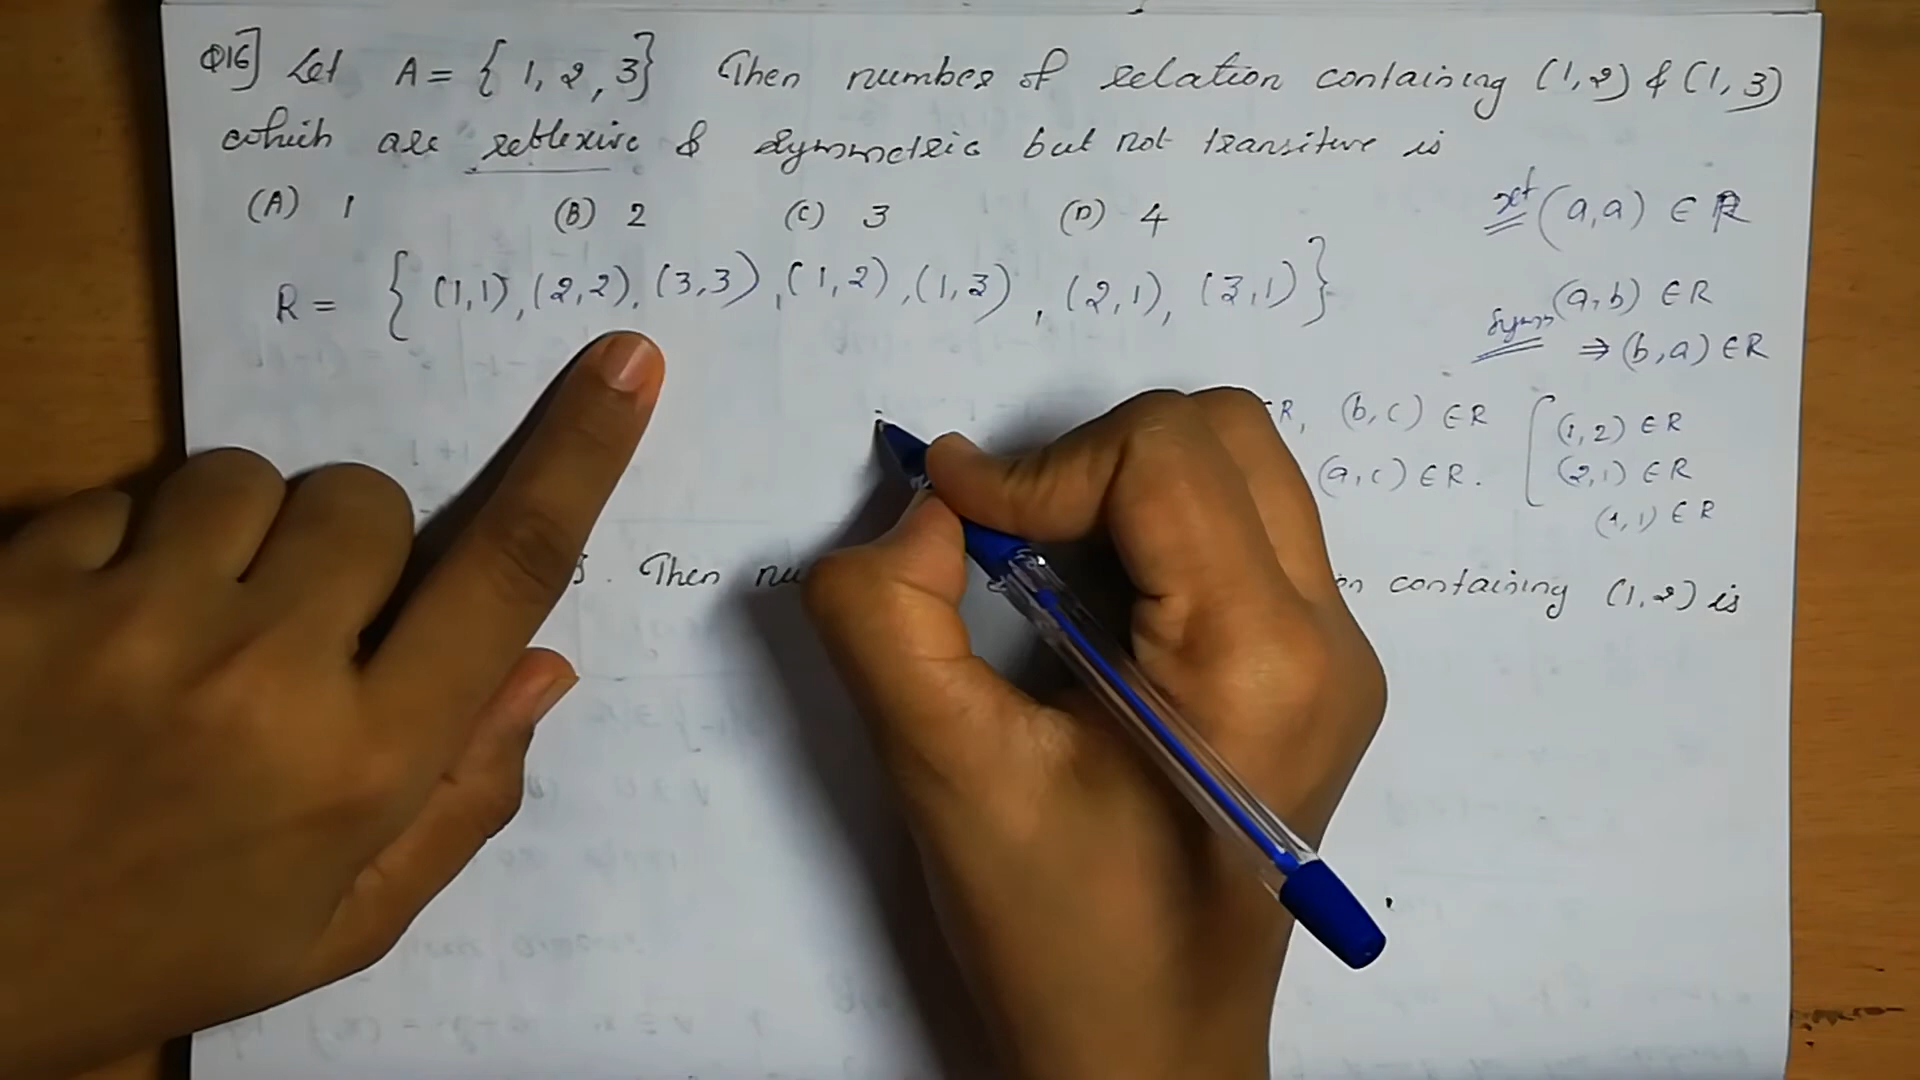 Q16] Let A = { 1, 2, 3} Then number of relation containing (1,2) & (1,3)
which are reflexive & symmetric but not transitive is
(A) 1 (B) 2 (C) 3 (D) 4
ref (a,a) ∈ R
R = { (1,1), (2,2), (3,3), (1,2), (1,3), (2,1), (3,1) }
Symm (a,b) ∈ R
⇒ (b,a) ∈ R
∈ R, (b,c) ∈ R
(a,c) ∈ R.
(1,2) ∈ R
(2,1) ∈ R
(1,1) ∈ R
}. Then containing (1,2) is